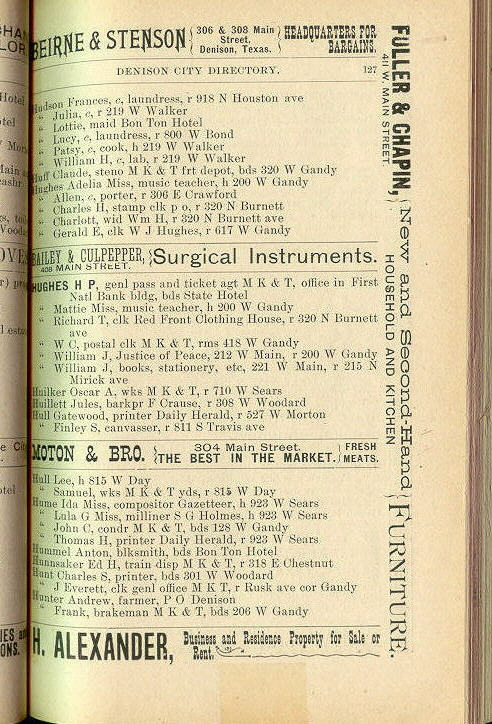 BEIRNE & STENSON { 306 & 308 Main Street, Denison, Texas. } HEADQUARTERS FOR BARGAINS.
DENISON CITY DIRECTORY. 127
Hudson Frances, c, laundress, r 918 N Houston ave
“ Julia, c, r 219 W Walker
“ Lottie, maid Bon Ton Hotel
“ Lucy, c, laundress, r 800 W Bond
“ Patsy, c, cook, h 219 W Walker
“ William H, c, lab, r 219 W Walker
Huff Claude, steno M K & T frt depot, bds 320 W Gandy
Hughes Adelia Miss, music teacher, h 200 W Gandy
“ Allen, c, porter, r 306 E Crawford
“ Charles H, stamp clk p o, r 320 N Burnett
“ Charlott, wid Wm H, r 320 N Burnett ave
“ Gerald E, clk W J Hughes, r 617 W Gandy
BAILEY & CULPEPPER, 408 MAIN STREET. } Surgical Instruments.
HUGHES H P, genl pass and ticket agt M K & T, office in First
Natl Bank bldg, bds State Hotel
“ Mattie Miss, music teacher, h 200 W Gandy
“ Richard T, clk Red Front Clothing House, r 320 N Burnett
ave
“ W C, postal clk M K & T, rms 418 W Gandy
“ William J, Justice of Peace, 212 W Main, r 200 W Gandy
“ William J, books, stationery, etc, 221 W Main, r 215 N
Mirick ave
Huilker Oscar A, wks M K & T, r 710 W Sears
Huillett Jules, barkpr F Crause, r 308 W Woodard
Hull Gatewood, printer Daily Herald, r 527 W Morton
“ Finley S, canvasser, r 811 S Travis ave
MOTON & BRO. { 304 Main Street. THE BEST IN THE MARKET. } FRESH MEATS.
Hull Lee, h 815 W Day
“ Samuel, wks M K & T yds, r 815 W Day
Hume Ida Miss, compositor Gazetteer, h 923 W Sears
“ Lula G Miss, milliner S G Holmes, h 923 W Sears
“ John C, condr M K & T, bds 128 W Gandy
“ Thomas H, printer Daily Herald, r 923 W Sears
Hummel Anton, blksmith, bds Bon Ton Hotel
Hunnsaker Ed H, train disp M K & T, r 318 E Chestnut
Hunt Charles S, printer, bds 301 W Woodard
“ J Everett, clk genl office M K T, r Rusk ave cor Gandy
Hunter Andrew, farmer, P O Denison
“ Frank, brakeman M K & T, bds 206 W Gandy
H. ALEXANDER, Business and Residence Property for Sale or Rent.
FULLER & CHAPIN, 411 W MAIN STREET. { New and Second-Hand HOUSEHOLD AND KITCHEN } FURNITURE.